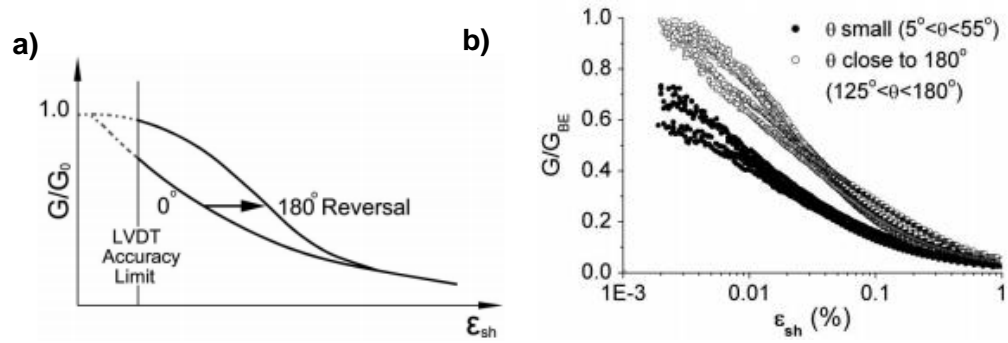 a)
1.0
G/G₀
0°
180° Reversal
LVDT
Accuracy
Limit
εsh
b)
1.0
0.8
0.6
0.4
0.2
0.0
G/G_BE
• θ small (5°<θ<55°)
○ θ close to 180°
(125°<θ<180°)
1E-3
0.01
0.1
1
εsh (%)